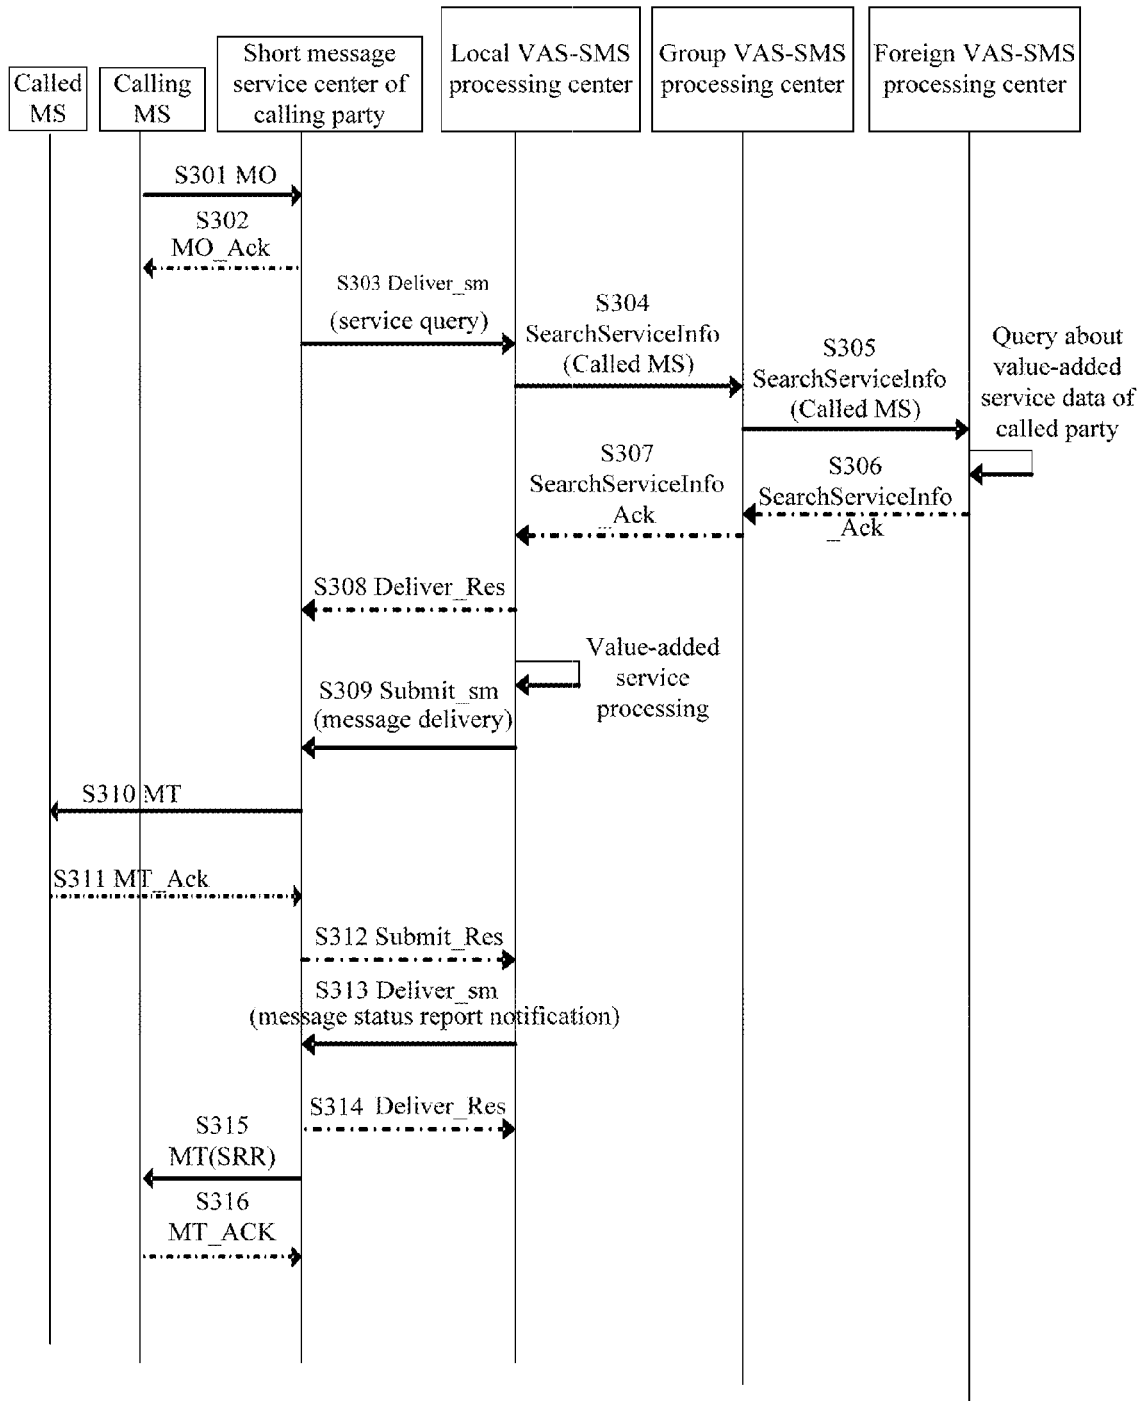 Called
MS
Calling
MS
Short message
service center of
calling party
Local VAS-SMS
processing center
Group VAS-SMS
processing center
Foreign VAS-SMS
processing center
S301 MO
S302
MO_Ack
S303 Deliver_sm
(service query)
S304
SearchServiceInfo
(Called MS)
S305
SearchServiceInfo
(Called MS)
Query about
value-added
service data of
called party
S306
SearchServiceInfo
_Ack
S307
SearchServiceInfo
_Ack
S308 Deliver_Res
Value-added
service
processing
S309 Submit_sm
(message delivery)
S310 MT
S311 MT_Ack
S312 Submit_Res
S313 Deliver_sm
(message status report notification)
S314 Deliver_Res
S315
MT(SRR)
S316
MT_ACK